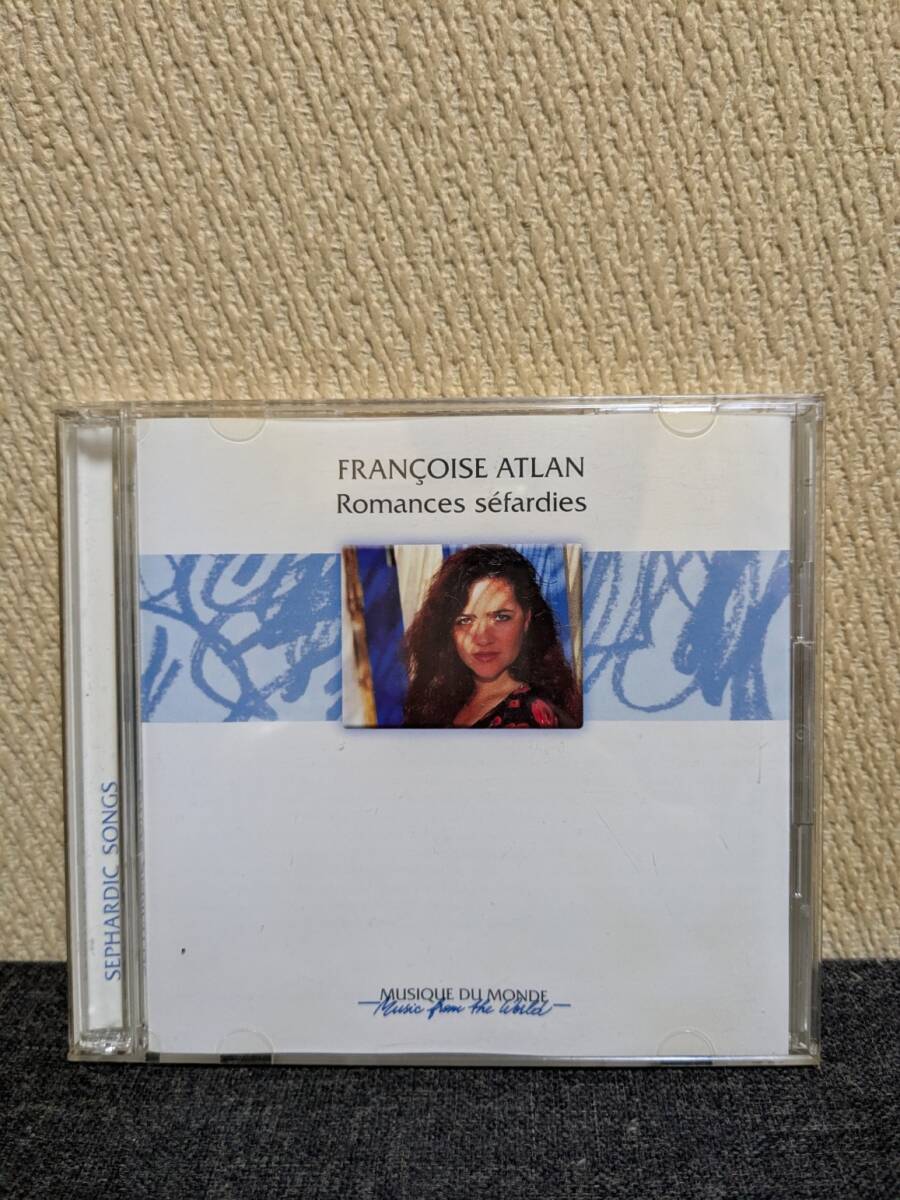 FRANÇOISE ATLAN
Romances séfardies
SEPHARDIC SONGS
MUSIQUE DU MONDE
Music from the World